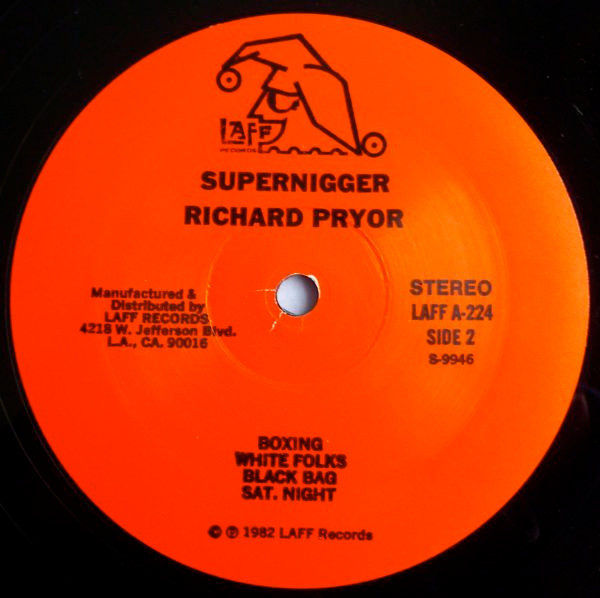 LAFF
RECORDS
SUPERNIGGER
RICHARD PRYOR
Manufactured &
Distributed by
LAFF RECORDS
4218 W. Jefferson Blvd.
L.A., CA. 90016
STEREO
LAFF A-224
SIDE 2
S-9946
BOXING
WHITE FOLKS
BLACK BAG
SAT. NIGHT
© ℗ 1982 LAFF Records